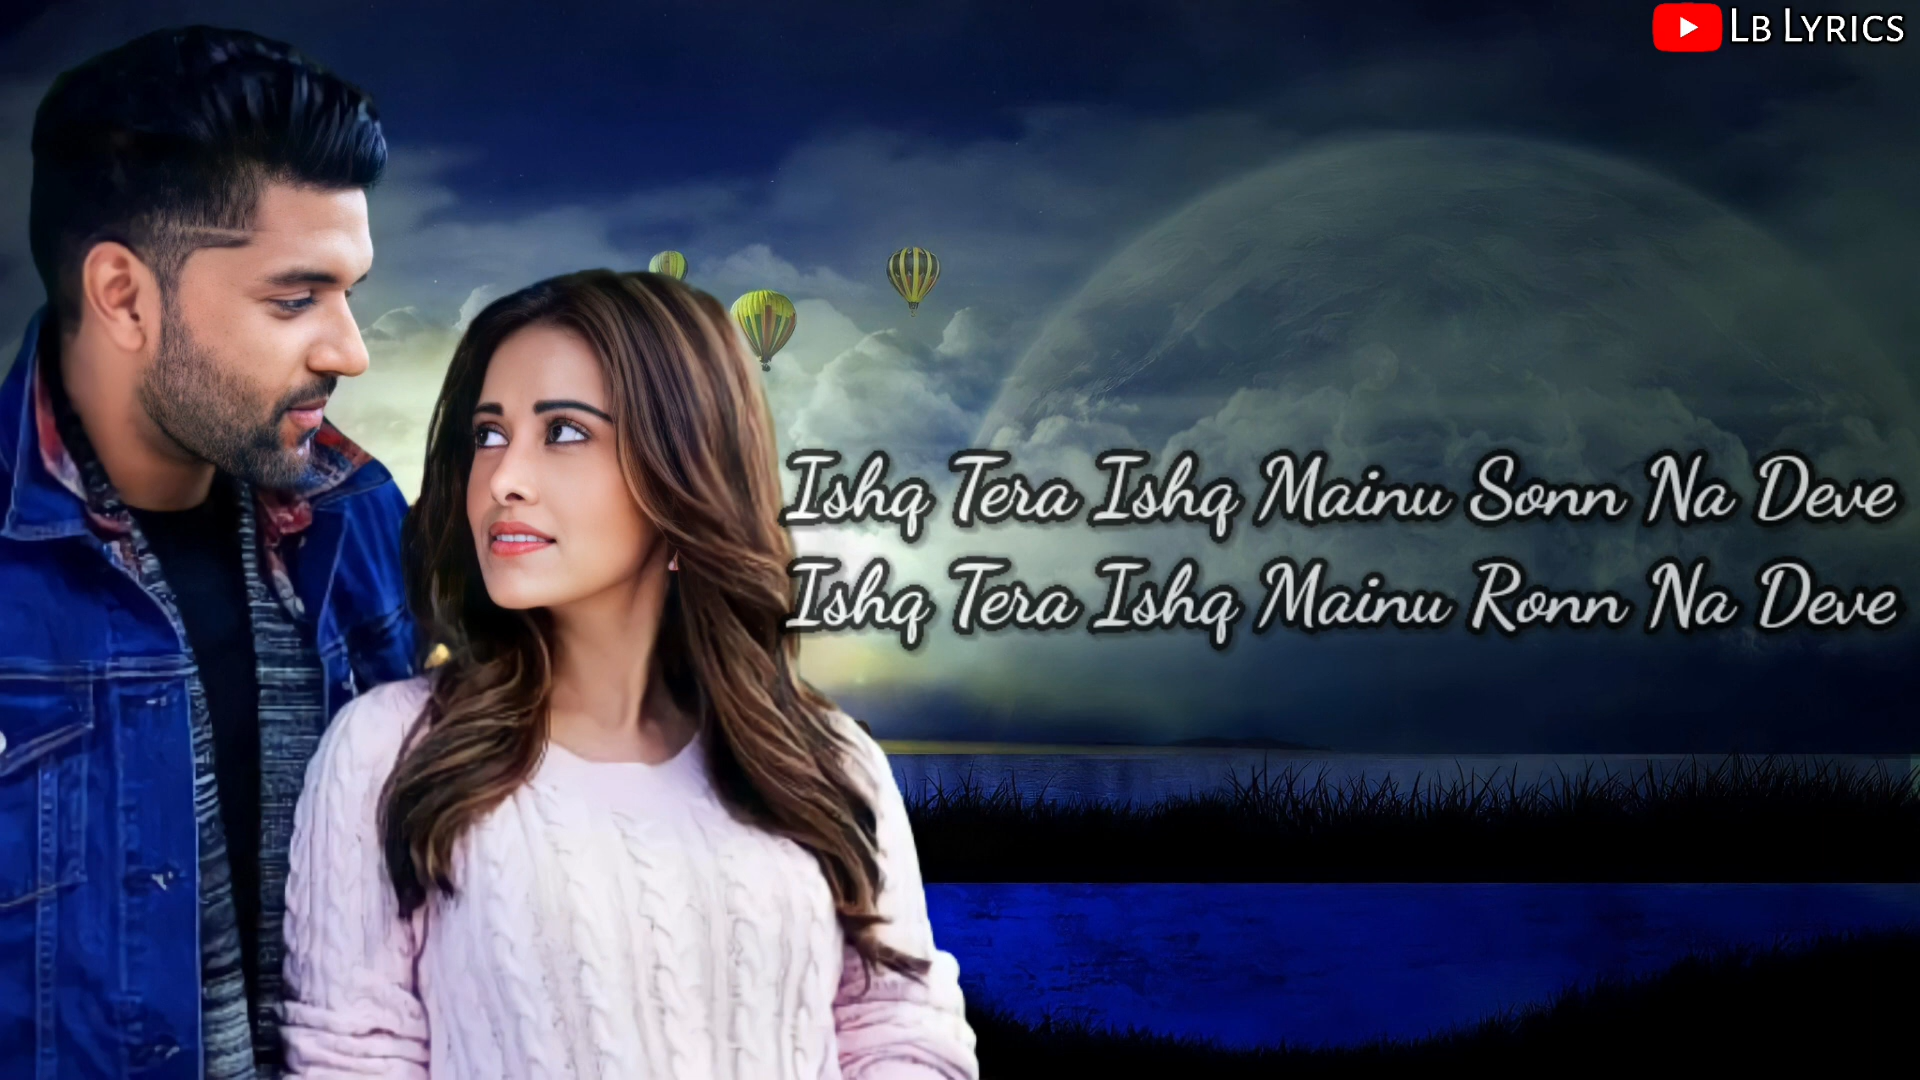 LB LYRICS
Ishq Tera Ishq Mainu Sonn Na Deve
Ishq Tera Ishq Mainu Ronn Na Deve